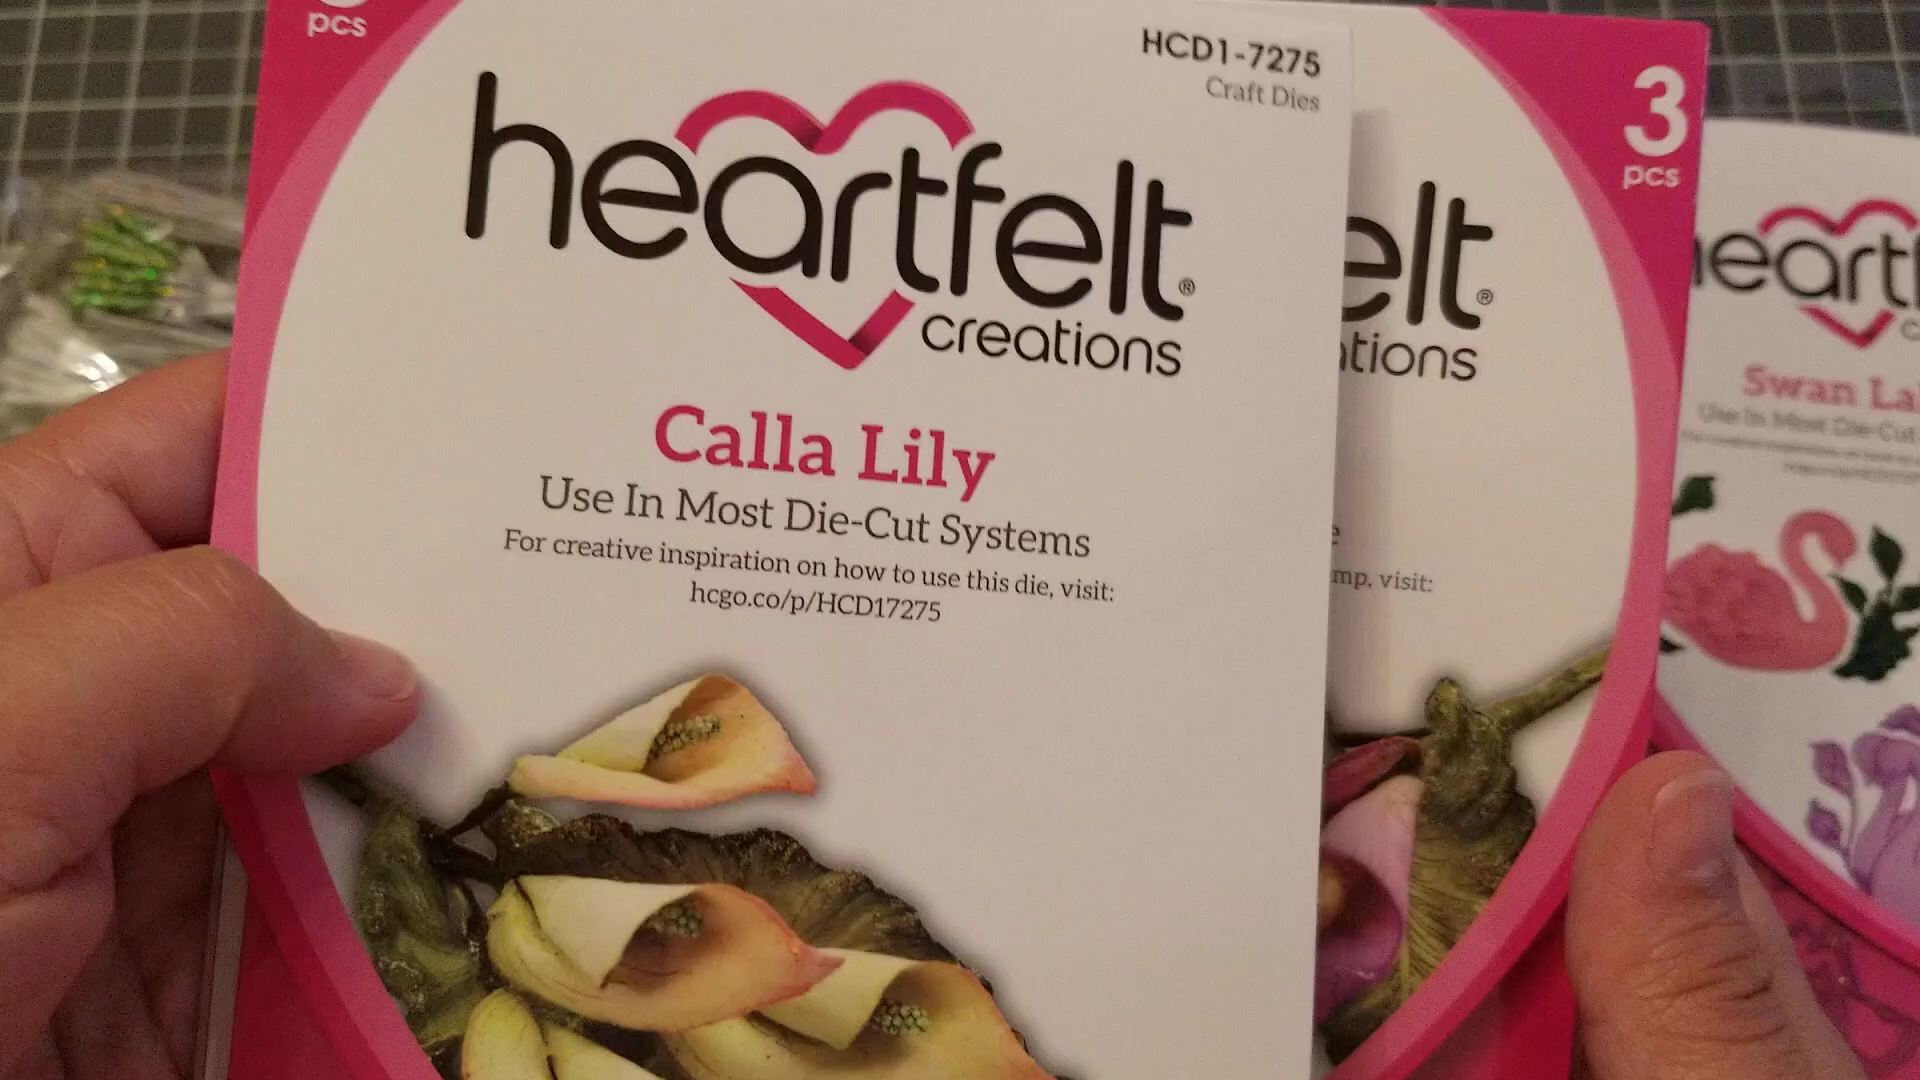 pcs
HCD1-7275
Craft Dies
heartfelt®
creations
Calla Lily
Use In Most Die-Cut Systems
For creative inspiration on how to use this die, visit:
hcgo.co/p/HCD17275
3
pcs
elt®
ations
e
mp, visit:
heartf
c
Swan La
Use In Most Die-Cut